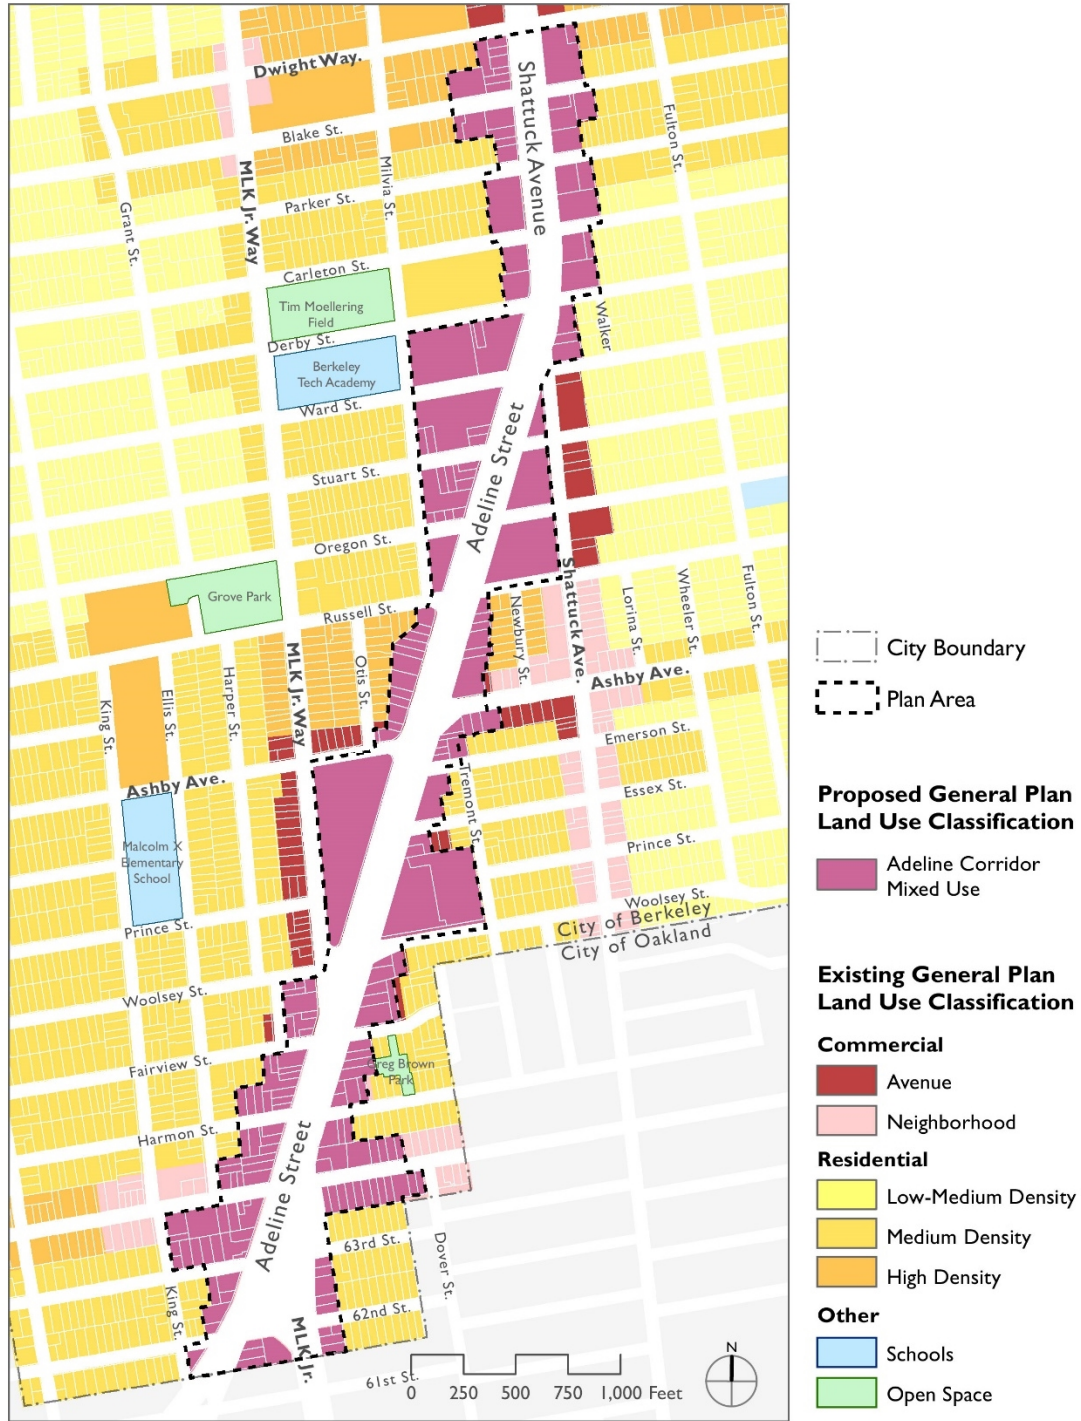 Dwight Way.
Shattuck Avenue
Fulton St.
Blake St.
MLK Jr. Way
Milvia St.
Parker St.
Grant St.
Carleton St.
Tim Moellering
Field
Walker
Derby St.
Berkeley
Tech Academy
Ward St.
Adeline Street
Stuart St.
Oregon St.
Shattuck Ave.
Grove Park
Newbury St.
Lorina St.
Wheeler St.
Fulton St.
Russell St.
MLK Jr. Way
Otis St.
Harper St.
Ellis St.
King St.
Ashby Ave.
Emerson St.
Ashby Ave.
Tremont St.
Essex St.
Malcolm X
Elementary
School
Prince St.
Woolsey St.
City of Berkeley
City of Oakland
Prince St.
Woolsey St.
Fairview St.
Greg Brown
Park
Harmon St.
Adeline Street
63rd St.
Dover St.
King St.
62nd St.
MLK Jr.
61st St.
0 250 500 750 1,000 Feet
N
City Boundary
Plan Area
Proposed General Plan
Land Use Classification
Adeline Corridor
Mixed Use
Existing General Plan
Land Use Classification
Commercial
Avenue
Neighborhood
Residential
Low-Medium Density
Medium Density
High Density
Other
Schools
Open Space